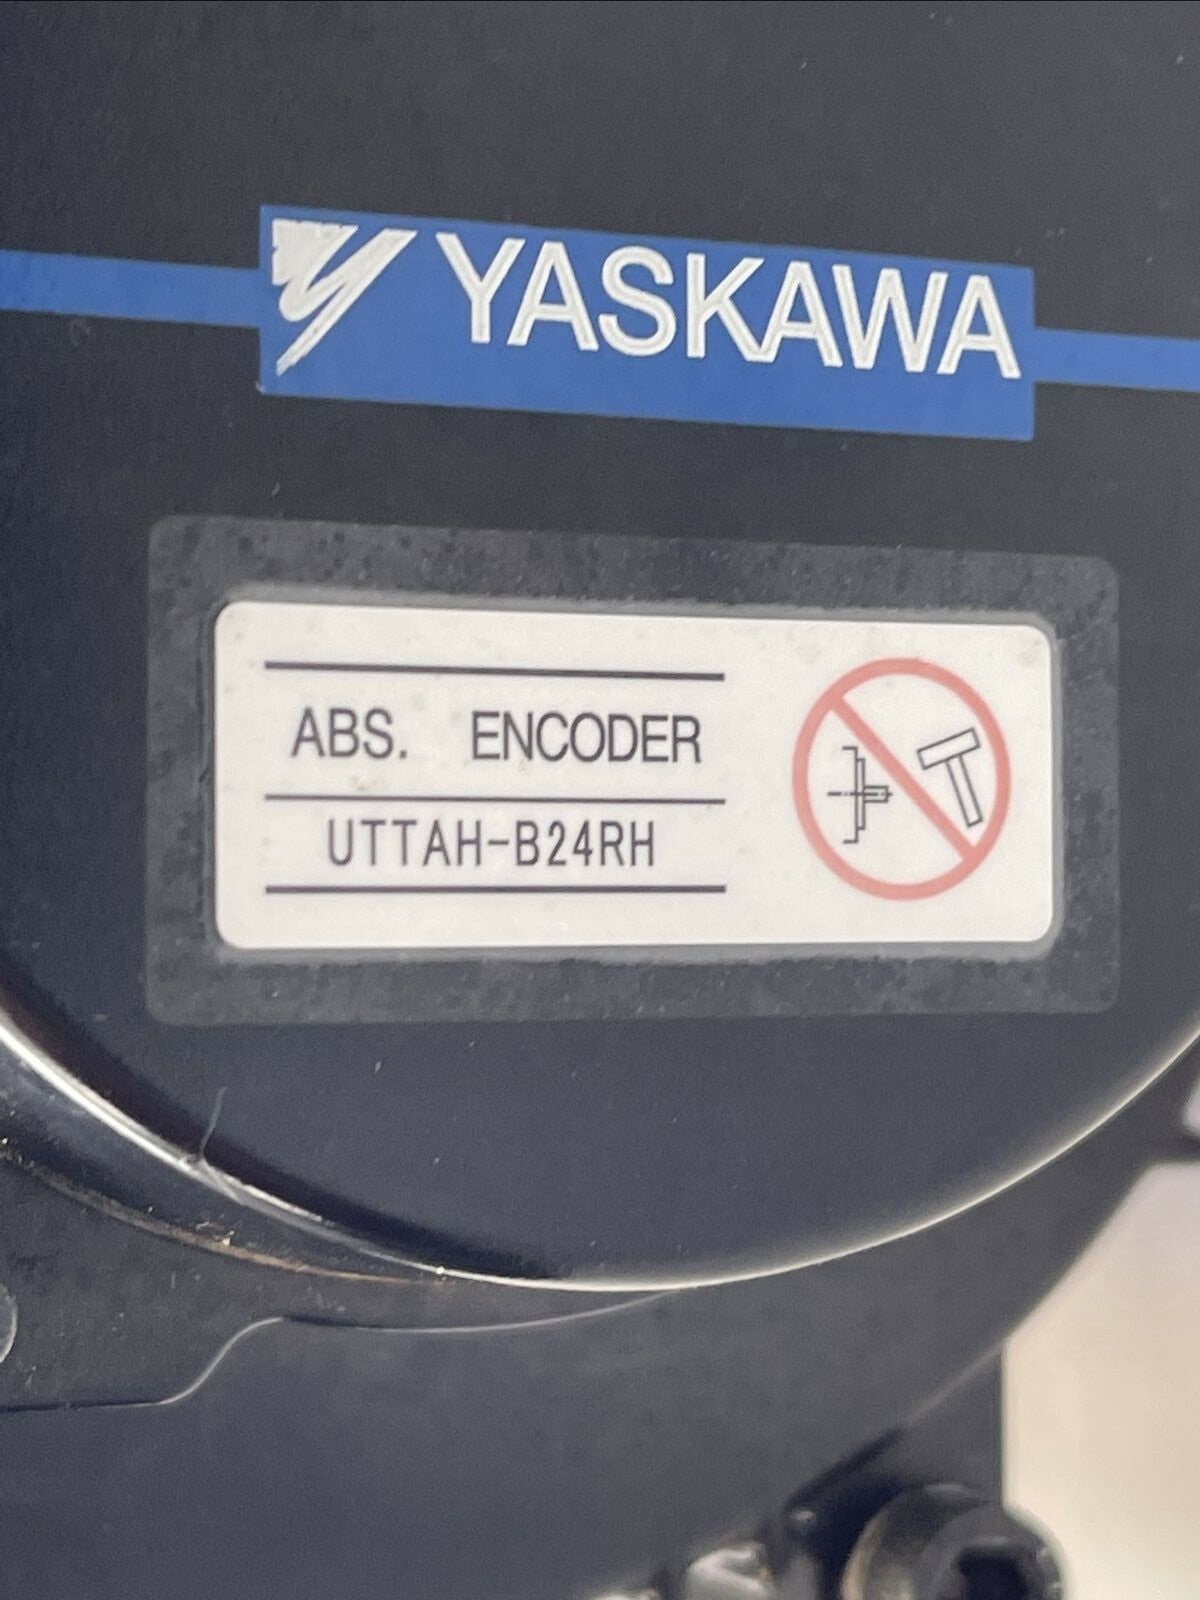 YASKAWA
ABS. ENCODER
UTTAH-B24RH